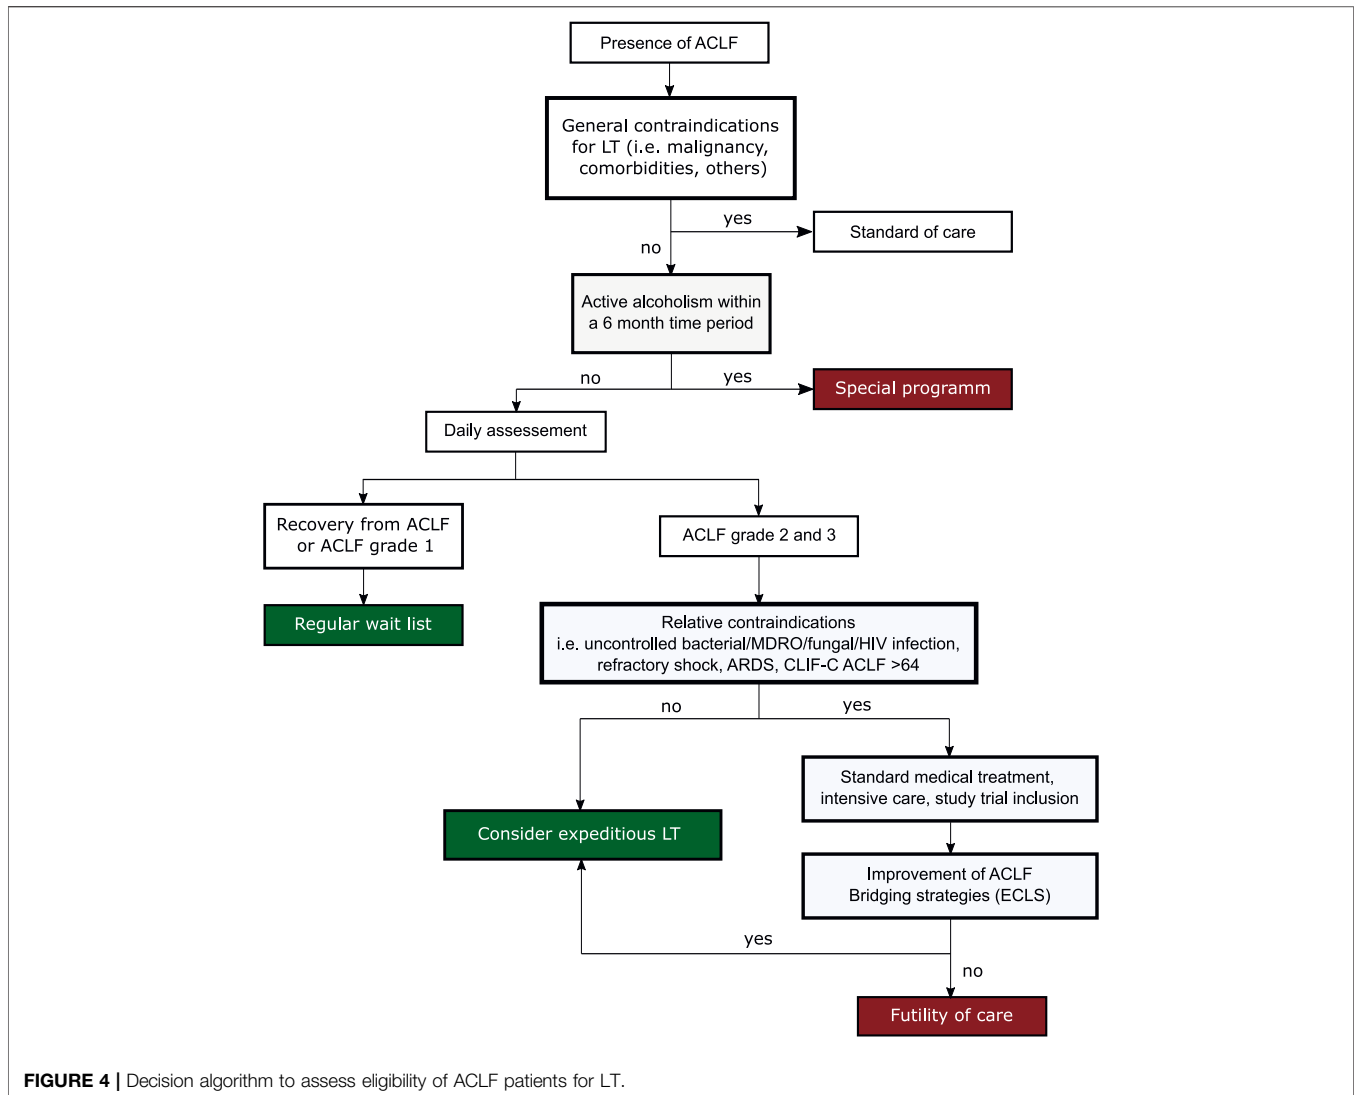 Presence of ACLF
General contraindications
for LT (i.e. malignancy,
comorbidities, others)
yes
Standard of care
no
Active alcoholism within
a 6 month time period
no
yes
Special programm
Daily assessement
Recovery from ACLF
or ACLF grade 1
ACLF grade 2 and 3
Regular wait list
Relative contraindications
i.e. uncontrolled bacterial/MDRO/fungal/HIV infection,
refractory shock, ARDS, CLIF-C ACLF >64
no
yes
Standard medical treatment,
intensive care, study trial inclusion
Consider expeditious LT
Improvement of ACLF
Bridging strategies (ECLS)
yes
no
Futility of care
FIGURE 4 | Decision algorithm to assess eligibility of ACLF patients for LT.